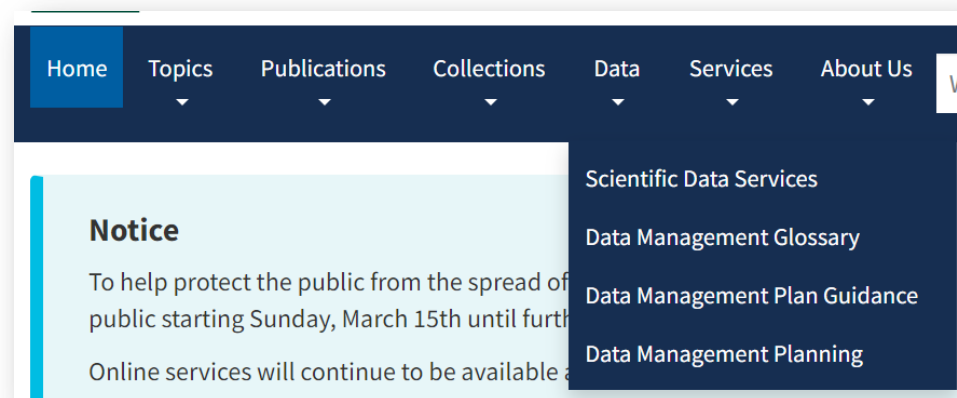 Home Topics Publications Collections Data Services About Us
Scientific Data Services
Data Management Glossary
Data Management Plan Guidance
Data Management Planning
Notice
To help protect the public from the spread of
public starting Sunday, March 15th until
Online services will continue to be available